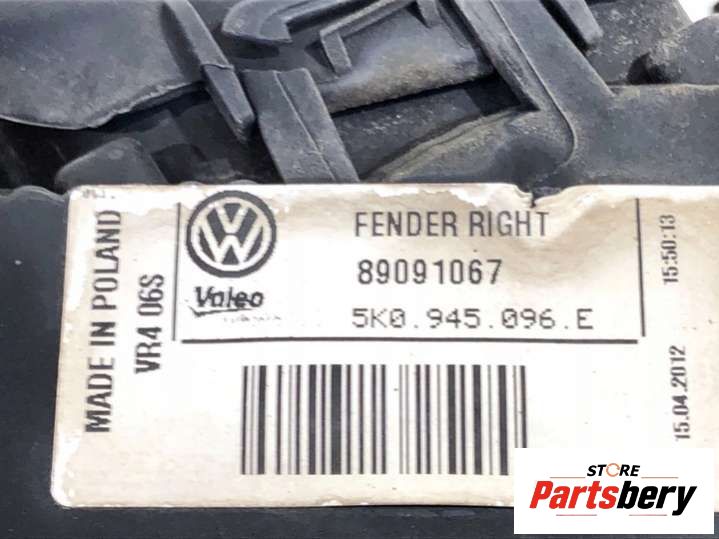 MADE IN POLAND
VR4 06S
Valeo
FENDER RIGHT
89091067
5K0.945.096.E
15:50:13
15.04.2012
STORE
Partsbery